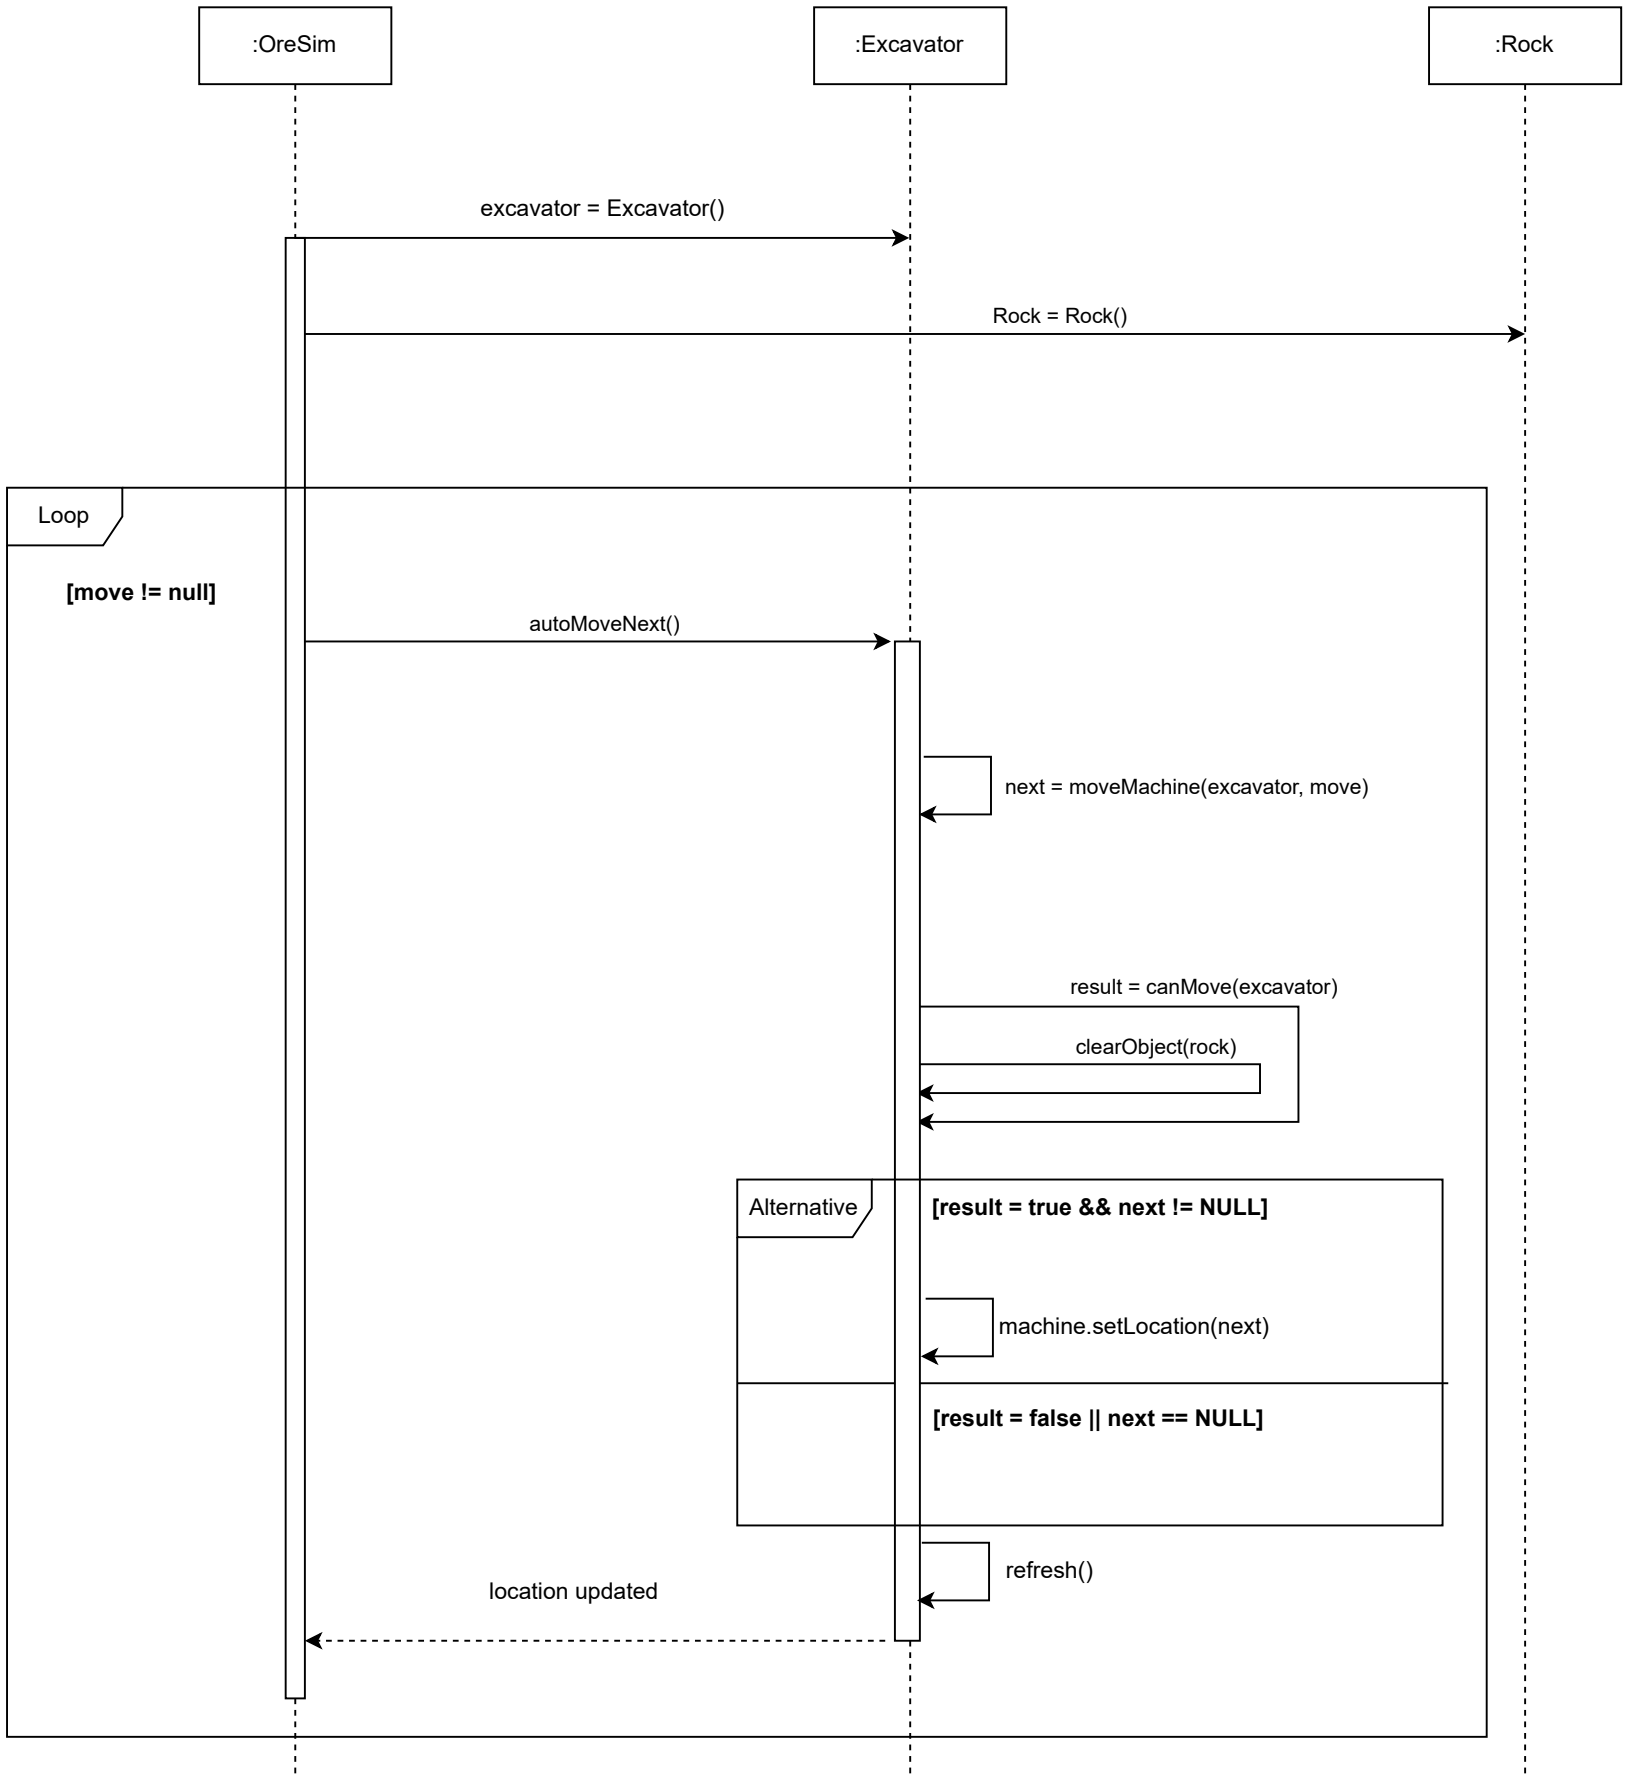 :OreSim
:Excavator
:Rock
excavator = Excavator()
Rock = Rock()
Loop
[move != null]
autoMoveNext()
next = moveMachine(excavator, move)
result = canMove(excavator)
clearObject(rock)
Alternative
[result = true && next != NULL]
machine.setLocation(next)
[result = false || next == NULL]
refresh()
location updated